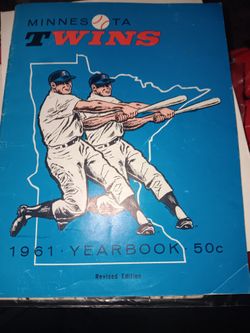 MINNESOTA
TWINS
1961 · YEARBOOK · 50c
Revised Edition